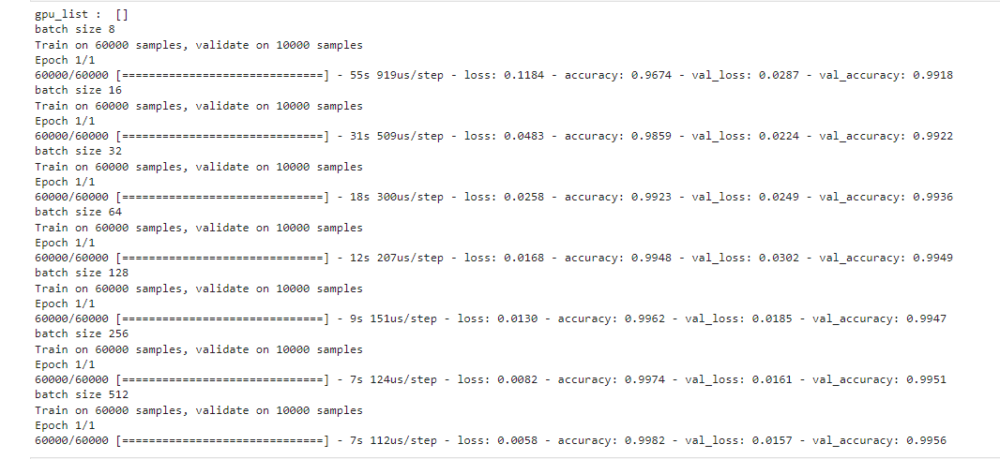 gpu_list :  []
batch size 8
Train on 60000 samples, validate on 10000 samples
Epoch 1/1
60000/60000 [==============================] - 55s 919us/step - loss: 0.1184 - accuracy: 0.9674 - val_loss: 0.0287 - val_accuracy: 0.9918
batch size 16
Train on 60000 samples, validate on 10000 samples
Epoch 1/1
60000/60000 [==============================] - 31s 509us/step - loss: 0.0483 - accuracy: 0.9859 - val_loss: 0.0224 - val_accuracy: 0.9922
batch size 32
Train on 60000 samples, validate on 10000 samples
Epoch 1/1
60000/60000 [==============================] - 18s 300us/step - loss: 0.0258 - accuracy: 0.9923 - val_loss: 0.0249 - val_accuracy: 0.9936
batch size 64
Train on 60000 samples, validate on 10000 samples
Epoch 1/1
60000/60000 [==============================] - 12s 207us/step - loss: 0.0168 - accuracy: 0.9948 - val_loss: 0.0302 - val_accuracy: 0.9949
batch size 128
Train on 60000 samples, validate on 10000 samples
Epoch 1/1
60000/60000 [==============================] - 9s 151us/step - loss: 0.0130 - accuracy: 0.9962 - val_loss: 0.0185 - val_accuracy: 0.9947
batch size 256
Train on 60000 samples, validate on 10000 samples
Epoch 1/1
60000/60000 [==============================] - 7s 124us/step - loss: 0.0082 - accuracy: 0.9974 - val_loss: 0.0161 - val_accuracy: 0.9951
batch size 512
Train on 60000 samples, validate on 10000 samples
Epoch 1/1
60000/60000 [==============================] - 7s 112us/step - loss: 0.0058 - accuracy: 0.9982 - val_loss: 0.0157 - val_accuracy: 0.9956